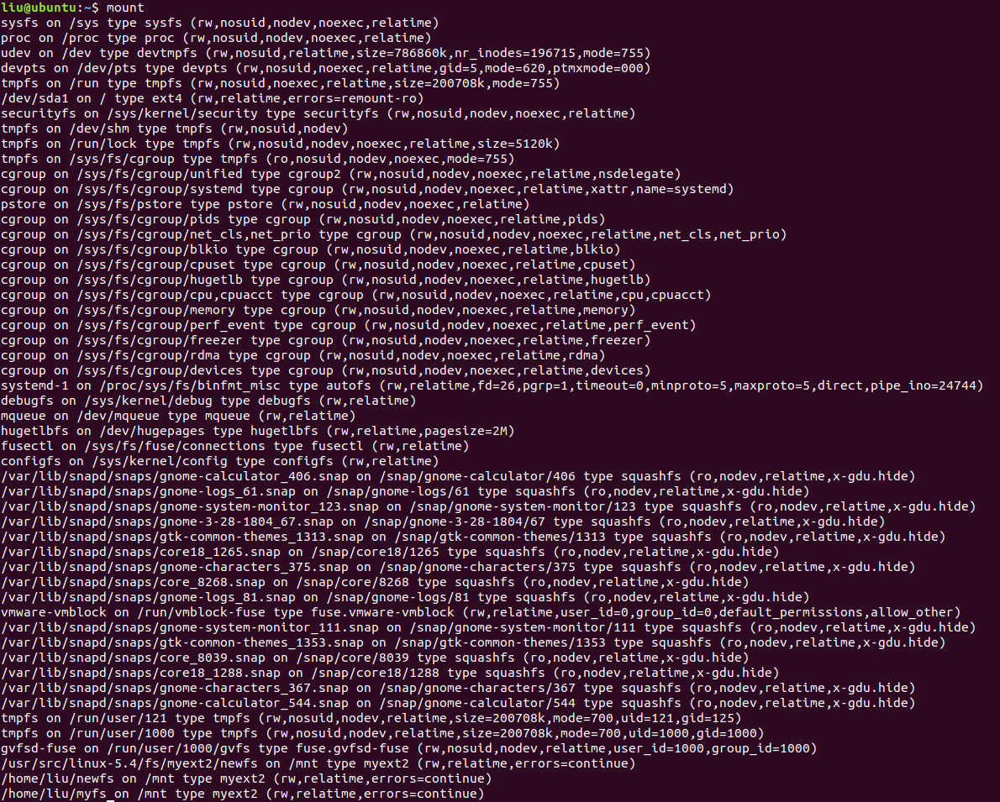 liu@ubuntu:~$ mount
sysfs on /sys type sysfs (rw,nosuid,nodev,noexec,relatime)
proc on /proc type proc (rw,nosuid,nodev,noexec,relatime)
udev on /dev type devtmpfs (rw,nosuid,relatime,size=786860k,nr_inodes=196715,mode=755)
devpts on /dev/pts type devpts (rw,nosuid,noexec,relatime,gid=5,mode=620,ptmxmode=000)
tmpfs on /run type tmpfs (rw,nosuid,noexec,relatime,size=200708k,mode=755)
/dev/sda1 on / type ext4 (rw,relatime,errors=remount-ro)
securityfs on /sys/kernel/security type securityfs (rw,nosuid,nodev,noexec,relatime)
tmpfs on /dev/shm type tmpfs (rw,nosuid,nodev)
tmpfs on /run/lock type tmpfs (rw,nosuid,nodev,noexec,relatime,size=5120k)
tmpfs on /sys/fs/cgroup type tmpfs (ro,nosuid,nodev,noexec,mode=755)
cgroup on /sys/fs/cgroup/unified type cgroup2 (rw,nosuid,nodev,noexec,relatime,nsdelegate)
cgroup on /sys/fs/cgroup/systemd type cgroup (rw,nosuid,nodev,noexec,relatime,xattr,name=systemd)
pstore on /sys/fs/pstore type pstore (rw,nosuid,nodev,noexec,relatime)
cgroup on /sys/fs/cgroup/pids type cgroup (rw,nosuid,nodev,noexec,relatime,pids)
cgroup on /sys/fs/cgroup/net_cls,net_prio type cgroup (rw,nosuid,nodev,noexec,relatime,net_cls,net_prio)
cgroup on /sys/fs/cgroup/blkio type cgroup (rw,nosuid,nodev,noexec,relatime,blkio)
cgroup on /sys/fs/cgroup/cpuset type cgroup (rw,nosuid,nodev,noexec,relatime,cpuset)
cgroup on /sys/fs/cgroup/hugetlb type cgroup (rw,nosuid,nodev,noexec,relatime,hugetlb)
cgroup on /sys/fs/cgroup/cpu,cpuacct type cgroup (rw,nosuid,nodev,noexec,relatime,cpu,cpuacct)
cgroup on /sys/fs/cgroup/memory type cgroup (rw,nosuid,nodev,noexec,relatime,memory)
cgroup on /sys/fs/cgroup/perf_event type cgroup (rw,nosuid,nodev,noexec,relatime,perf_event)
cgroup on /sys/fs/cgroup/freezer type cgroup (rw,nosuid,nodev,noexec,relatime,freezer)
cgroup on /sys/fs/cgroup/rdma type cgroup (rw,nosuid,nodev,noexec,relatime,rdma)
cgroup on /sys/fs/cgroup/devices type cgroup (rw,nosuid,nodev,noexec,relatime,devices)
systemd-1 on /proc/sys/fs/binfmt_misc type autofs (rw,relatime,fd=26,pgrp=1,timeout=0,minproto=5,maxproto=5,direct,pipe_ino=24744)
debugfs on /sys/kernel/debug type debugfs (rw,relatime)
mqueue on /dev/mqueue type mqueue (rw,relatime)
hugetlbfs on /dev/hugepages type hugetlbfs (rw,relatime,pagesize=2M)
fusectl on /sys/fs/fuse/connections type fusectl (rw,relatime)
configfs on /sys/kernel/config type configfs (rw,relatime)
/var/lib/snapd/snaps/gnome-calculator_406.snap on /snap/gnome-calculator/406 type squashfs (ro,nodev,relatime,x-gdu.hide)
/var/lib/snapd/snaps/gnome-logs_61.snap on /snap/gnome-logs/61 type squashfs (ro,nodev,relatime,x-gdu.hide)
/var/lib/snapd/snaps/gnome-system-monitor_123.snap on /snap/gnome-system-monitor/123 type squashfs (ro,nodev,relatime,x-gdu.hide)
/var/lib/snapd/snaps/gnome-3-28-1804_67.snap on /snap/gnome-3-28-1804/67 type squashfs (ro,nodev,relatime,x-gdu.hide)
/var/lib/snapd/snaps/gtk-common-themes_1313.snap on /snap/gtk-common-themes/1313 type squashfs (ro,nodev,relatime,x-gdu.hide)
/var/lib/snapd/snaps/core18_1265.snap on /snap/core18/1265 type squashfs (ro,nodev,relatime,x-gdu.hide)
/var/lib/snapd/snaps/gnome-characters_375.snap on /snap/gnome-characters/375 type squashfs (ro,nodev,relatime,x-gdu.hide)
/var/lib/snapd/snaps/core_8268.snap on /snap/core/8268 type squashfs (ro,nodev,relatime,x-gdu.hide)
/var/lib/snapd/snaps/gnome-logs_81.snap on /snap/gnome-logs/81 type squashfs (ro,nodev,relatime,x-gdu.hide)
vmware-vmblock on /run/vmblock-fuse type fuse.vmware-vmblock (rw,relatime,user_id=0,group_id=0,default_permissions,allow_other)
/var/lib/snapd/snaps/gnome-system-monitor_111.snap on /snap/gnome-system-monitor/111 type squashfs (ro,nodev,relatime,x-gdu.hide)
/var/lib/snapd/snaps/gtk-common-themes_1353.snap on /snap/gtk-common-themes/1353 type squashfs (ro,nodev,relatime,x-gdu.hide)
/var/lib/snapd/snaps/core_8039.snap on /snap/core/8039 type squashfs (ro,nodev,relatime,x-gdu.hide)
/var/lib/snapd/snaps/core18_1288.snap on /snap/core18/1288 type squashfs (ro,nodev,relatime,x-gdu.hide)
/var/lib/snapd/snaps/gnome-characters_367.snap on /snap/gnome-characters/367 type squashfs (ro,nodev,relatime,x-gdu.hide)
/var/lib/snapd/snaps/gnome-calculator_544.snap on /snap/gnome-calculator/544 type squashfs (ro,nodev,relatime,x-gdu.hide)
tmpfs on /run/user/121 type tmpfs (rw,nosuid,nodev,relatime,size=200708k,mode=700,uid=121,gid=125)
tmpfs on /run/user/1000 type tmpfs (rw,nosuid,nodev,relatime,size=200708k,mode=700,uid=1000,gid=1000)
gvfsd-fuse on /run/user/1000/gvfs type fuse.gvfsd-fuse (rw,nosuid,nodev,relatime,user_id=1000,group_id=1000)
/usr/src/linux-5.4/fs/myext2/newfs on /mnt type myext2 (rw,relatime,errors=continue)
/home/liu/newfs on /mnt type myext2 (rw,relatime,errors=continue)
/home/liu/myfs on /mnt type myext2 (rw,relatime,errors=continue)